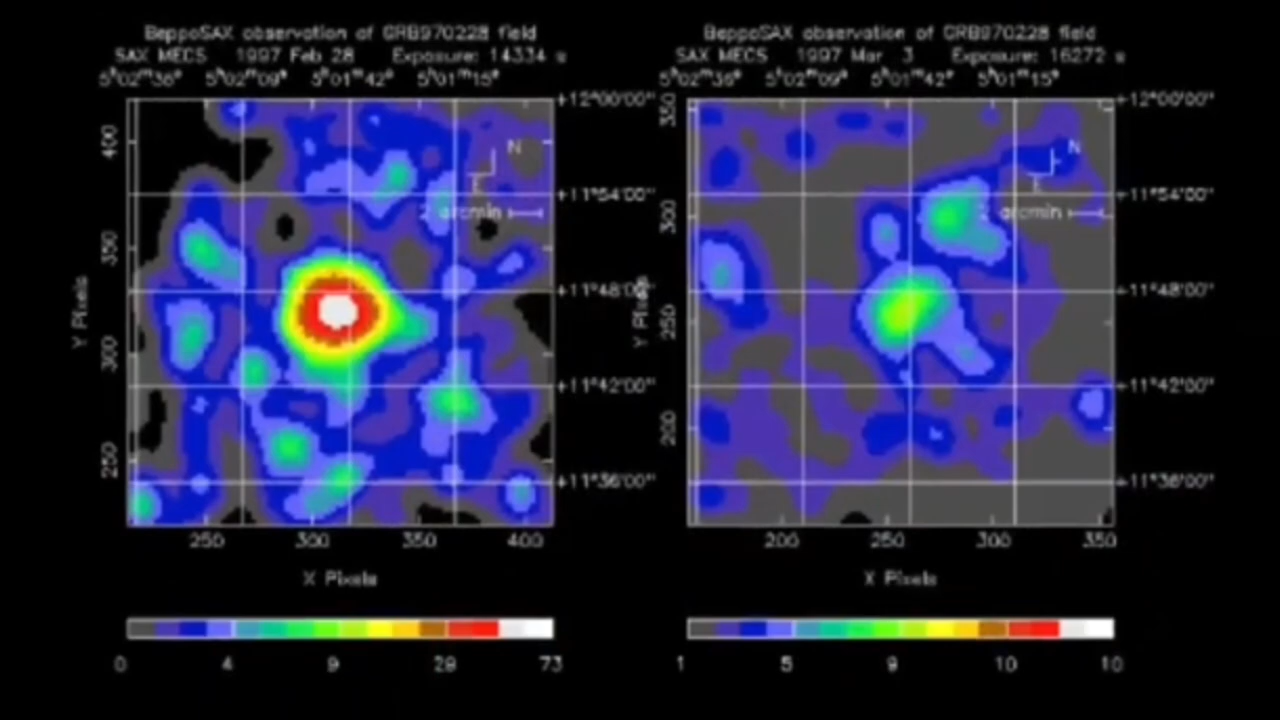 BeppoSAX observation of GRB970228 field
SAX MECS 1997 Feb 28 Exposure: 14334 s
5h02m36s 5h02m09s 5h01m42s 5h01m15s
+12°00'00"
N
E
+11°54'00"
2 arcmin
+11°48'00"
+11°42'00"
+11°36'00"
400
350
300
250
Y Pixels
250 300 350 400
X Pixels
0 4 9 29 73
BeppoSAX observation of GRB970228 field
SAX MECS 1997 Mar 3 Exposure: 16272 s
5h02m36s 5h02m09s 5h01m42s 5h01m15s
+12°00'00"
N
E
+11°54'00"
2 arcmin
+11°48'00"
+11°42'00"
+11°36'00"
350
300
250
200
Y Pixels
200 250 300 350
X Pixels
1 5 9 10 10